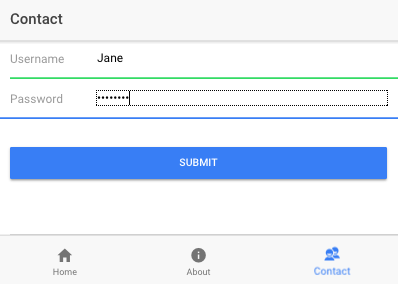 Contact
Username Jane
Password ••••••••
SUBMIT
Home About Contact